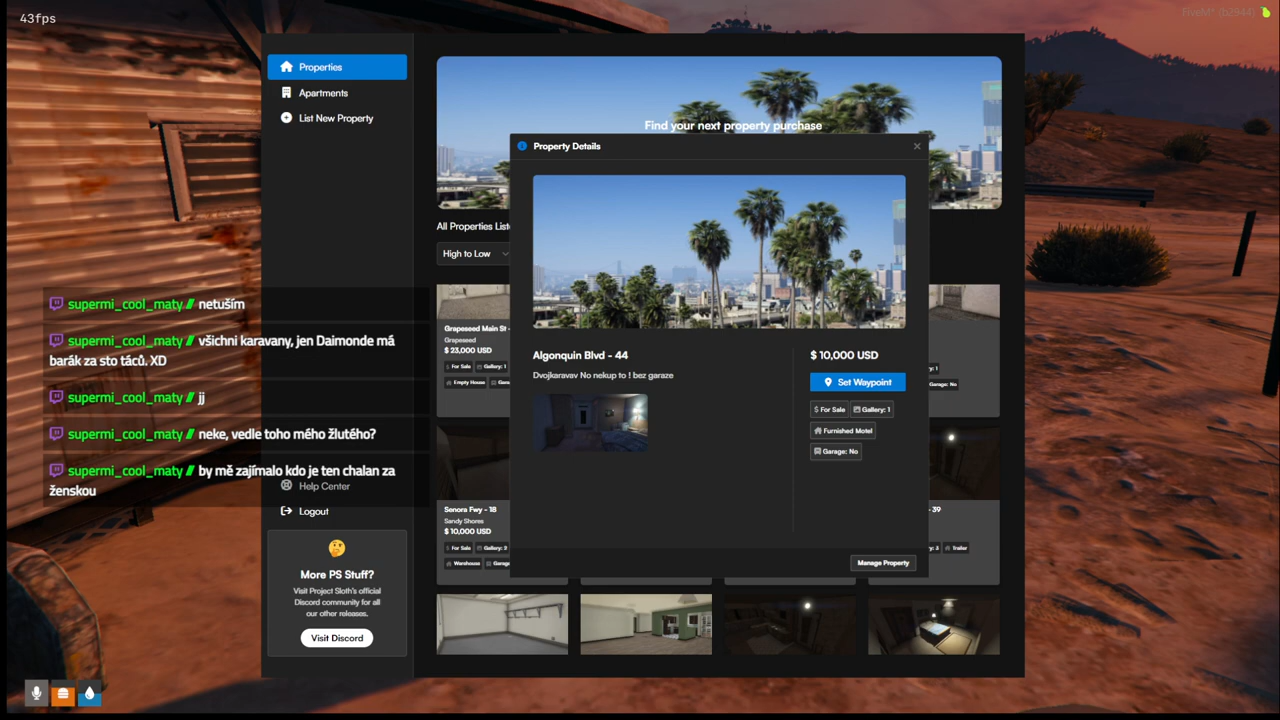 43fps
FiveM® (b2944)
Properties
Apartments
List New Property
Find your next property purchase
Property Details
All Properties List
High to Low
Grapeseed Main St -
Grapeseed
$ 23,000 USD
For Sale
Gallery: 1
Empty House
Algonquin Blvd - 44
Dvojkaravav No nekup to ! bez garaze
$ 10,000 USD
Set Waypoint
For Sale
Gallery: 1
Furnished Motel
Garage: No
Garage: No
supermi_cool_maty // netuším
supermi_cool_maty // všichni karavany, jen Daimonde má
barák za sto táců. XD
supermi_cool_maty // jj
supermi_cool_maty // neke, vedle toho mého žlutého?
supermi_cool_maty // by mě zajímalo kdo je ten chalan za
ženskou
Help Center
Logout
Senora Fwy - 18
Sandy Shores
$ 10,000 USD
For Sale
Gallery: 3
Warehouse
- 39
Trailer
Manage Property
More PS Stuff?
Visit Project Sloth's official
Discord community for all
our other releases.
Visit Discord